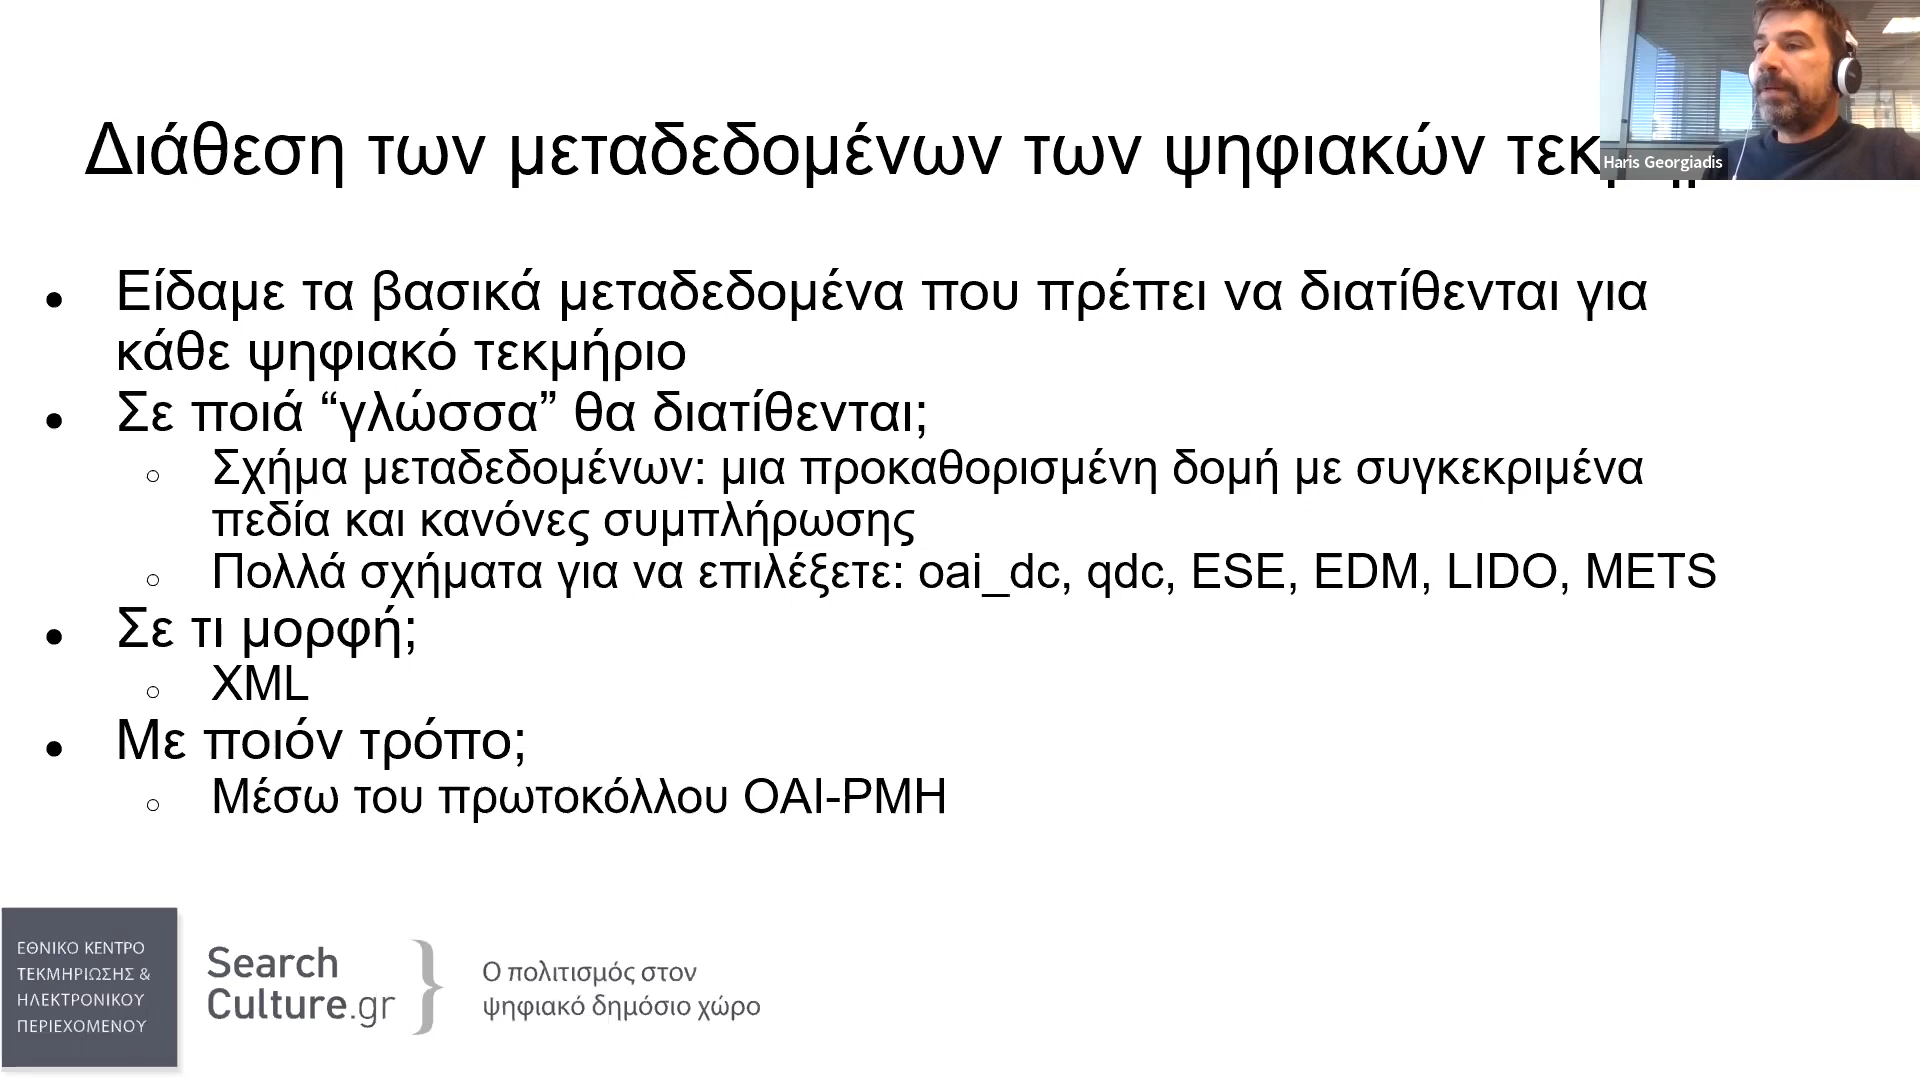 Διάθεση των μεταδεδομένων των ψηφιακών
Haris Georgiadis
● Είδαμε τα βασικά μεταδεδομένα που πρέπει να διατίθενται για
κάθε ψηφιακό τεκμήριο
● Σε ποιά “γλώσσα” θα διατίθενται;
○ Σχήμα μεταδεδομένων: μια προκαθορισμένη δομή με συγκεκριμένα
πεδία και κανόνες συμπλήρωσης
○ Πολλά σχήματα για να επιλέξετε: oai_dc, qdc, ESE, EDM, LIDO, METS
● Σε τι μορφή;
○ XML
● Με ποιόν τρόπο;
○ Μέσω του πρωτοκόλλου OAI-PMH
ΕΘΝΙΚΟ ΚΕΝΤΡΟ
ΤΕΚΜΗΡΙΩΣΗΣ &
ΗΛΕΚΤΡΟΝΙΚΟΥ
ΠΕΡΙΕΧΟΜΕΝΟΥ
Search
Culture.gr
Ο πολιτισμός στον
ψηφιακό δημόσιο χώρο